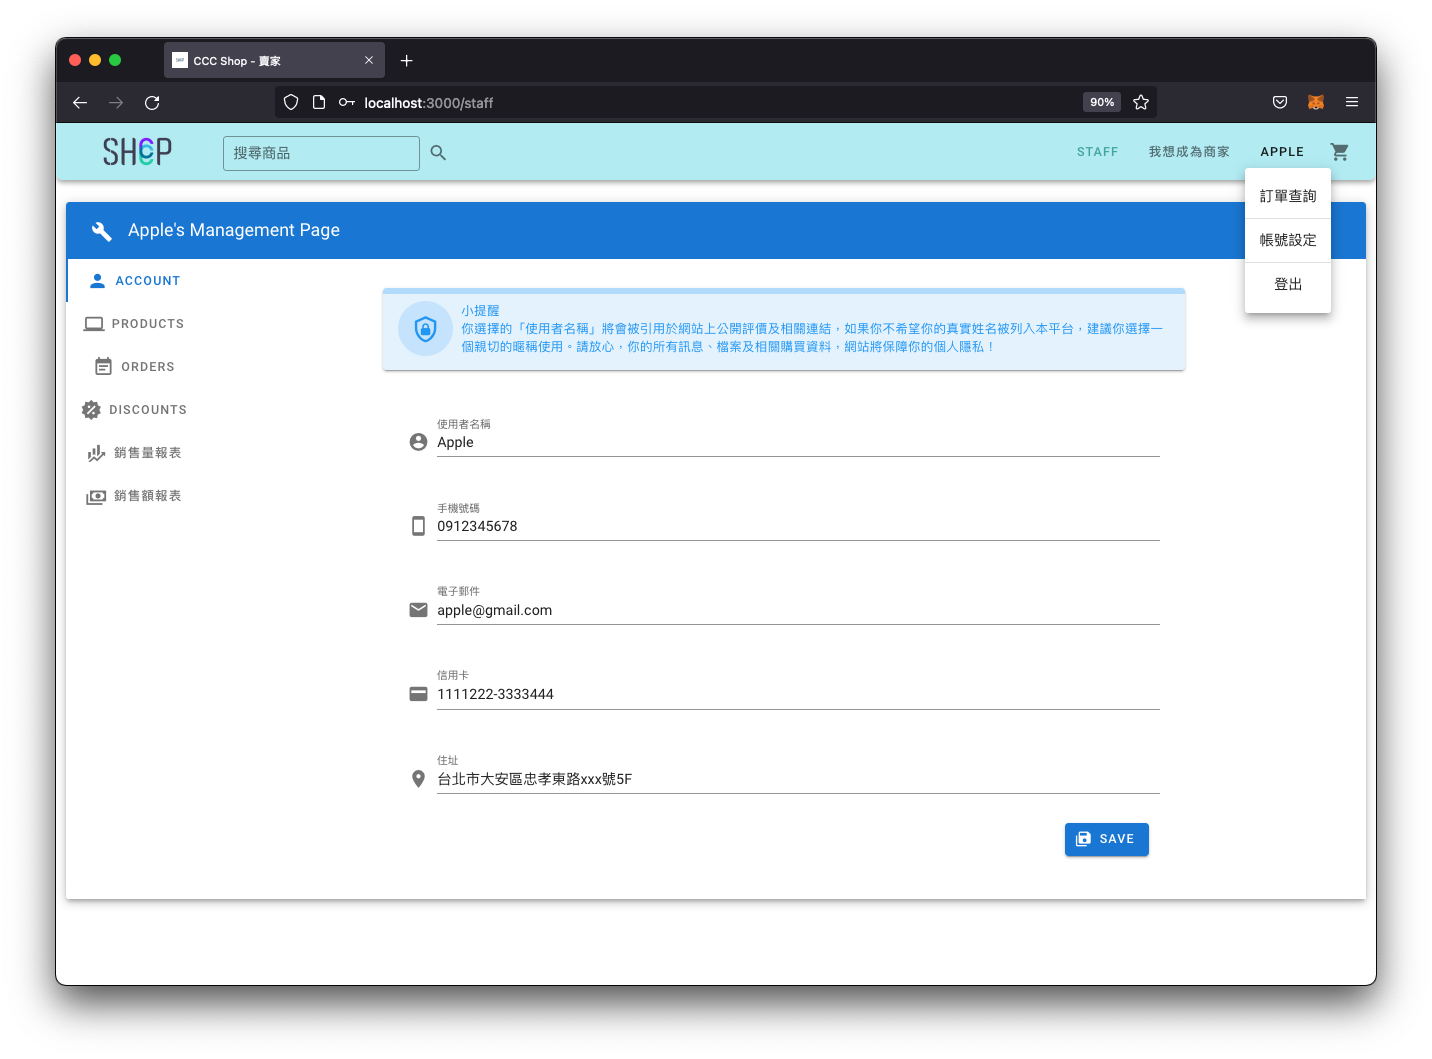 CCC Shop - 賣家
localhost:3000/staff
90%
SHCP
搜尋商品
STAFF
我想成為商家
APPLE
訂單查詢
帳號設定
登出
Apple's Management Page
ACCOUNT
PRODUCTS
ORDERS
DISCOUNTS
銷售量報表
銷售額報表
小提醒
你選擇的「使用者名稱」將會被引用於網站上公開評價及相關連結，如果你不希望你的真實姓名被列入本平台，建議你選擇一
個親切的暱稱使用。請放心，你的所有訊息、檔案及相關購買資料，網站將保障你的個人隱私！
使用者名稱
Apple
手機號碼
0912345678
電子郵件
apple@gmail.com
信用卡
1111222-3333444
住址
台北市大安區忠孝東路xxx號5F
SAVE